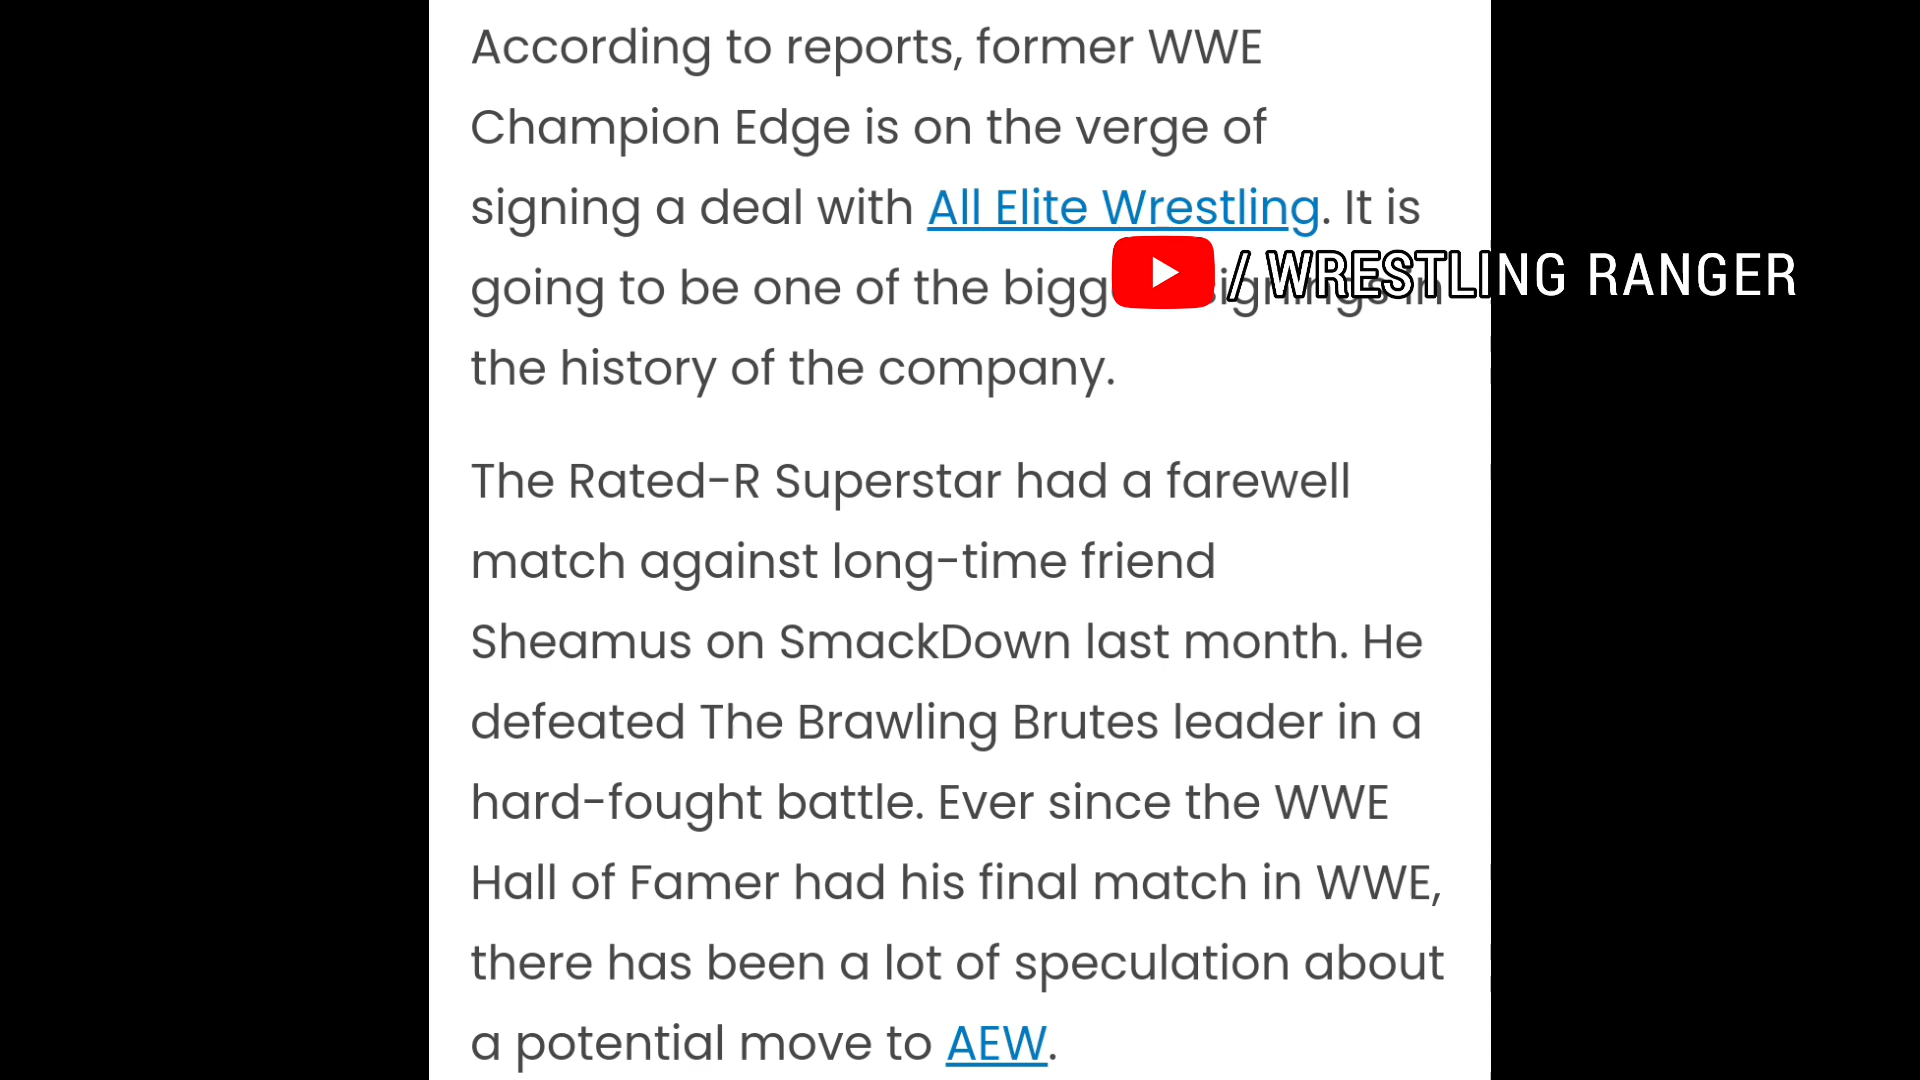 According to reports, former WWE
Champion Edge is on the verge of
signing a deal with All Elite Wrestling. It is
going to be one of the in
/ WRESTLING RANGER
the history of the company.
The Rated-R Superstar had a farewell
match against long-time friend
Sheamus on SmackDown last month. He
defeated The Brawling Brutes leader in a
hard-fought battle. Ever since the WWE
Hall of Famer had his final match in WWE,
there has been a lot of speculation about
a potential move to AEW.